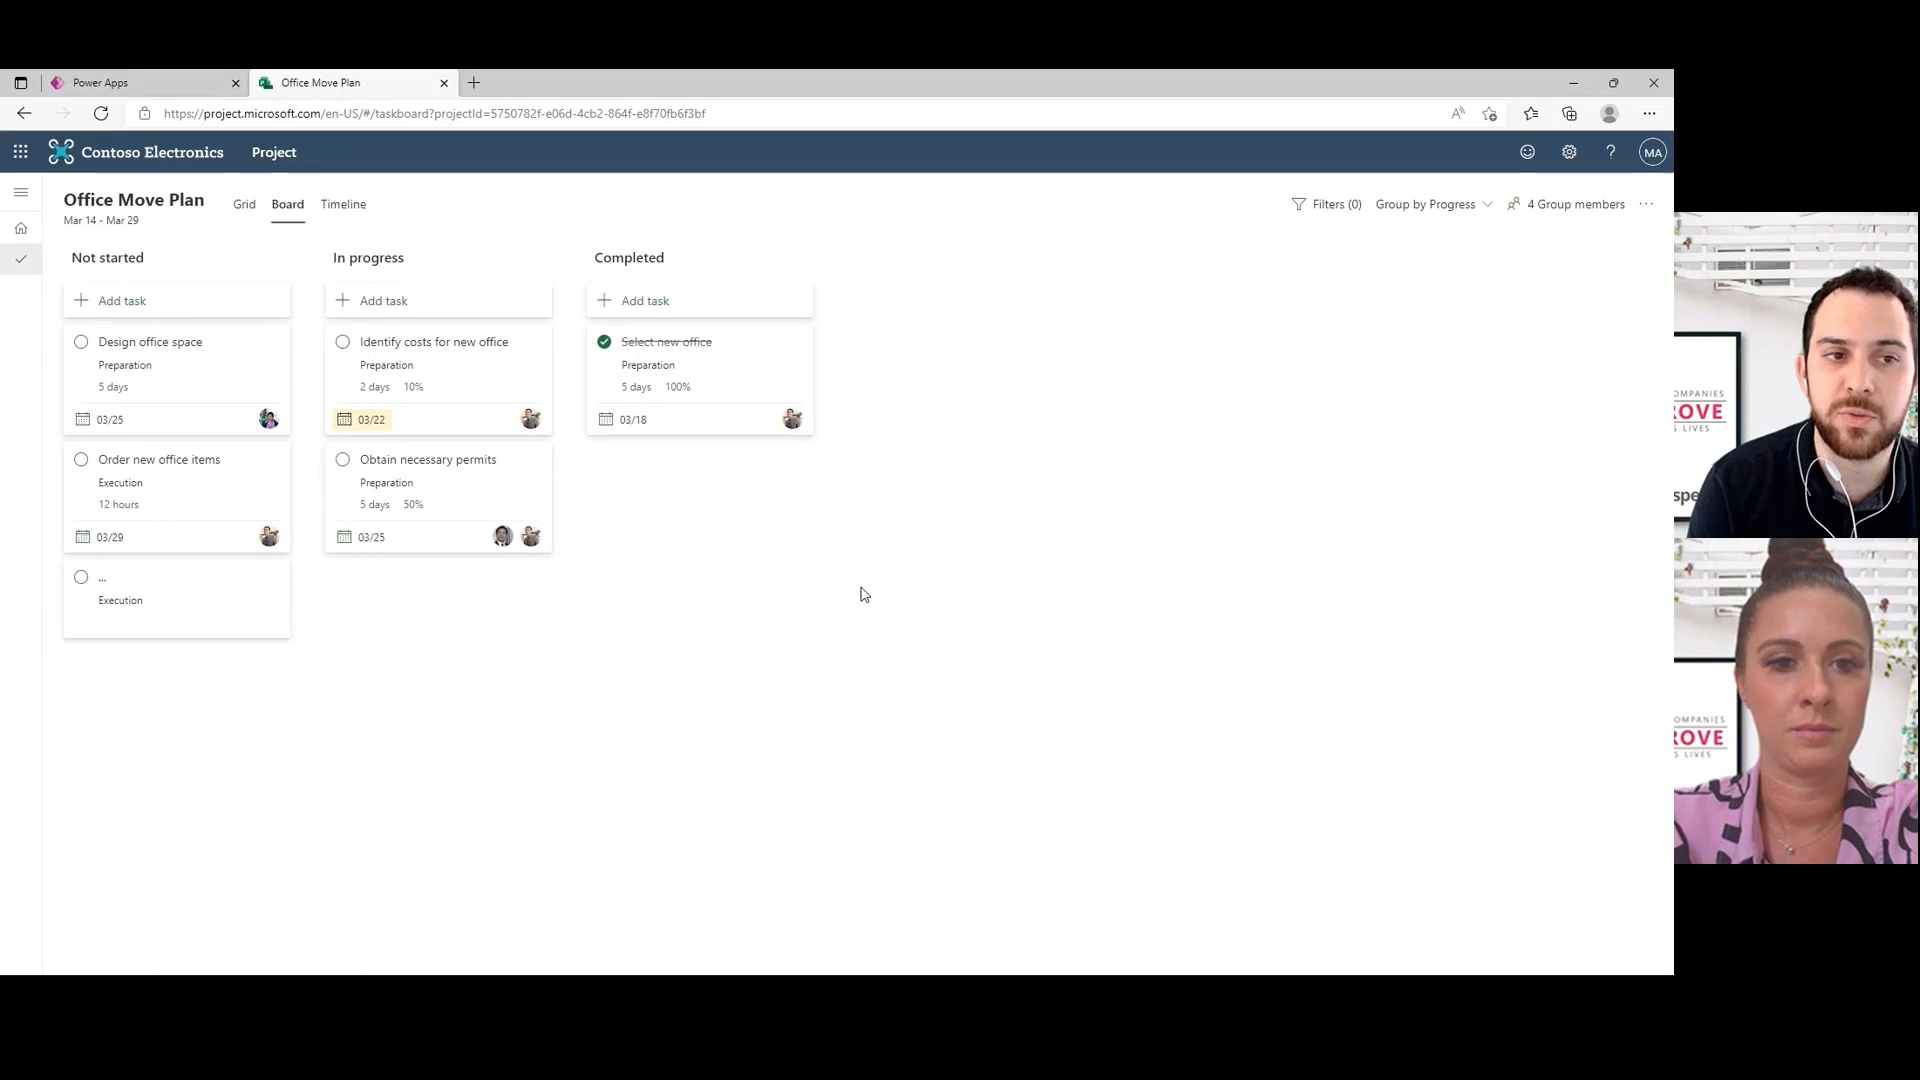 Power Apps
Office Move Plan
https://project.microsoft.com/en-US/#/taskboard?projectId=5750782f-e06d-4cb2-864f-e8f70fb6f3bf
Contoso Electronics
Project
MA
Office Move Plan
Mar 14 - Mar 29
Grid
Board
Timeline
Filters (0)
Group by Progress
4 Group members
Not started
Add task
Design office space
Preparation
5 days
03/25
Order new office items
Execution
12 hours
03/29
...
Execution
In progress
Add task
Identify costs for new office
Preparation
2 days 10%
03/22
Obtain necessary permits
Preparation
5 days 50%
03/25
Completed
Add task
Select new office
Preparation
5 days 100%
03/18
OMPANIES
ROVE
S LIVES
spe
OMPANIES
ROVE
S LIVES